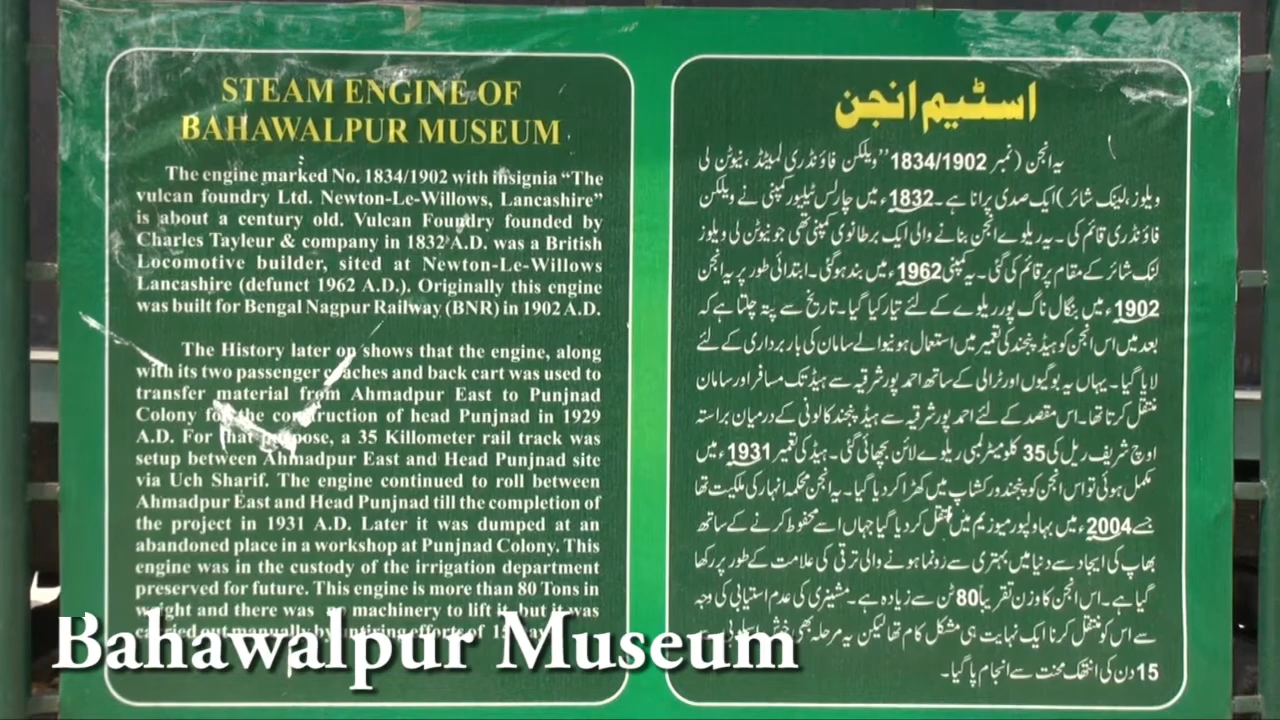 STEAM ENGINE OF
BAHAWALPUR MUSEUM
The engine marked No. 1834/1902 with insignia “The
vulcan foundry Ltd. Newton-Le-Willows, Lancashire”
is about a century old. Vulcan Foundry founded by
Charles Tayleur & company in 1832 A.D. was a British
Locomotive builder, sited at Newton-Le-Willows
Lancashire (defunct 1962 A.D.). Originally this engine
was built for Bengal Nagpur Railway (BNR) in 1902 A.D.
The History later on shows that the engine, along
with its two passenger coaches and back cart was used to
transfer material from Ahmadpur East to Punjnad
Colony for the construction of head Punjnad in 1929
A.D. For that purpose, a 35 Killometer rail track was
setup between Ahmadpur East and Head Punjnad site
via Uch Sharif. The engine continued to roll between
Ahmadpur East and Head Punjnad till the completion of
the project in 1931 A.D. Later it was dumped at an
abandoned place in a workshop at Punjnad Colony. This
engine was in the custody of the irrigation department
preserved for future. This engine is more than 80 Tons in
weight and there was no machinery to lift it, but it was
carried out manually by untiring efforts of
اسٹیم انجن
یہ انجن (نمبر 1834/1902 ”ویلکن فاؤنڈری لمیٹڈ، نیوٹن لی
ویلوز، لینک شائر) ایک صدی پرانا ہے۔ 1832ء میں چارلس ٹیلیور کمپنی نے ویلکن
فاؤنڈری قائم کی۔ یہ ریلوے انجن بنانے والی ایک برطانوی کمپنی تھی جو نیوٹن لی ویلوز
لنک شائر کے مقام پر قائم کی گئی۔ یہ کمپنی 1962ء میں بند ہوگئی۔ ابتدائی طور پر یہ انجن
1902ء میں بنگال ناگ پور ریلوے کے لئے تیار کیا گیا۔ تاریخ سے پتہ چلتا ہے کہ
بعد میں اس انجن کو ہیڈ پنجند کی تعمیر میں استعمال ہونیوالے سامان کی بار برداری کے لئے
لایا گیا۔ یہاں یہ بوگیوں اور ٹرالی کے ساتھ احمد پور شرقیہ سے ہیڈ تک مسافر اور سامان
منتقل کرتا تھا۔ اس مقصد کے لئے احمد پور شرقیہ سے ہیڈ پنجند کالونی کے درمیان براستہ
اوچ شریف ریل کی 35 کلومیٹر لمبی ریلوے لائن بچھائی گئی۔ ہیڈ کی تعمیر 1931ء میں
مکمل ہوئی تو اس انجن کو پنجند ورکشاپ میں کھڑا کر دیا گیا۔ یہ انجن محکمہ انہار کی ملکیت تھا
جسے 2004ء میں بہاولپور میوزیم میں منتقل کر دیا گیا جہاں اسے محفوظ کرنے کے ساتھ
بھاپ کی ایجاد سے دنیا میں بہتری سے رونما ہونے والی ترقی کی علامت کے طور پر رکھا
گیا ہے۔ اس انجن کا وزن تقریباً 80 ٹن سے زیادہ ہے۔ مشینری کی عدم استیابی کی وجہ
سے اس کو منتقل کرنا ایک نہایت ہی مشکل کام تھا لیکن یہ مرحلہ بھی
15 دن کی انتھک محنت سے انجام پا گیا۔
Bahawalpur Museum